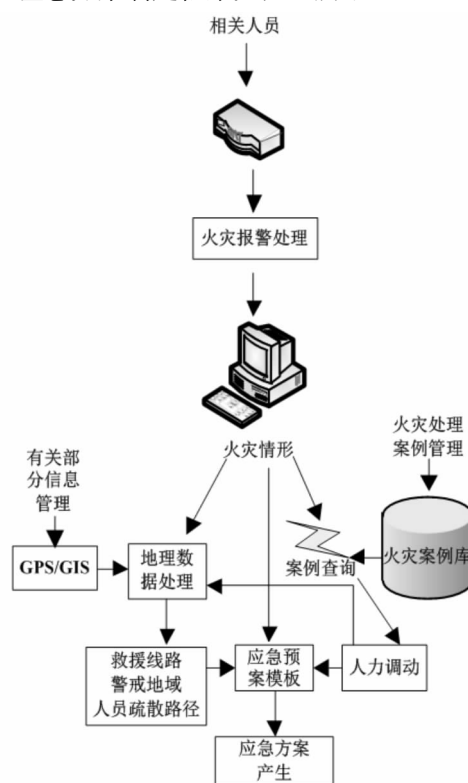 相关人员
火灾报警处理
火灾情形
火灾处理
案例管理
有关部
分信息
管理
GPS/GIS
地理数
据处理
案例查询
火灾案例库
救援线路
警戒地域
人员疏散路径
应急预
案模板
人力调动
应急方案
产生